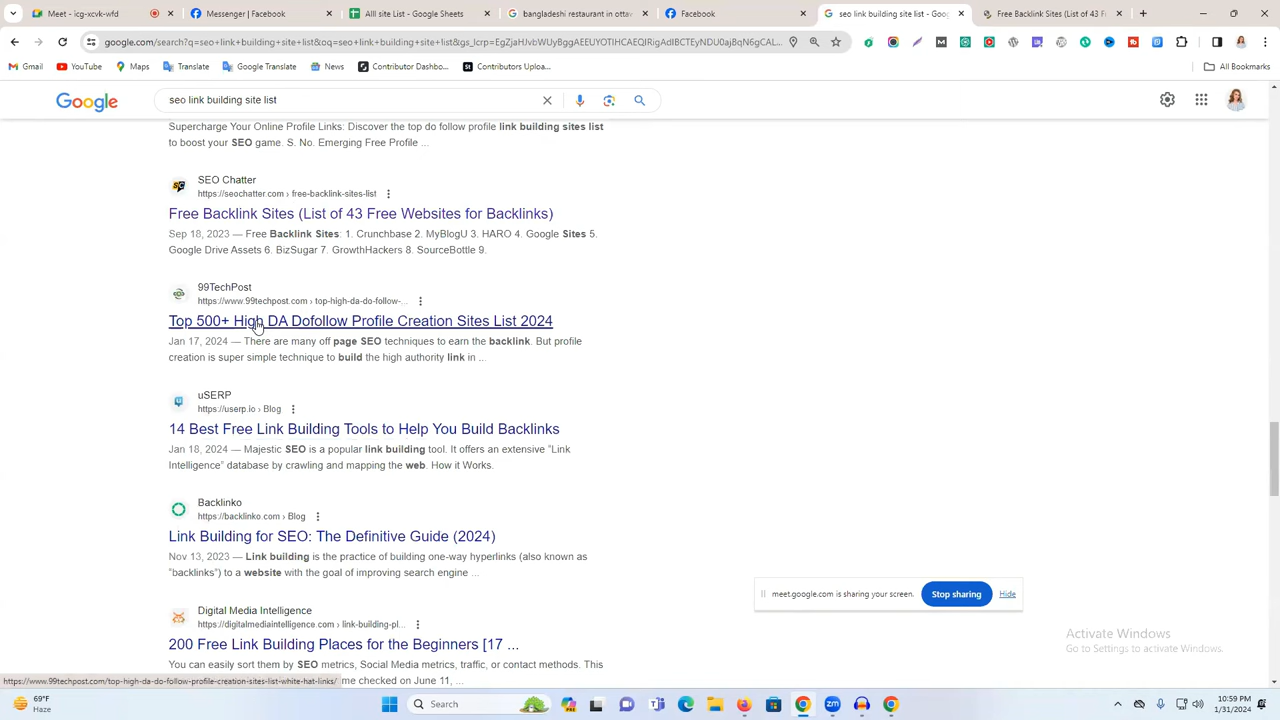 Meet - icg-ckvk-wfd
Facebook
All site list - Google Sheets
bangladeshi restaurant in ottaw
Facebook
seo link building site list - Goo
Free Backlink Sites (List of 43 F
google.com/search?q=seo+link+building+site+list&oq=seo+link+building+site+list&gs_lcrp=
Gmail
YouTube
Maps
Translate
Google Translate
News
Contributor Dashbo...
Contributors Uploa...
All Bookmarks
Google
seo link building site list
Supercharge Your Online Profile Links: Discover the top do follow profile link building sites list
to boost your SEO game. S. No. Emerging Free Profile ...
SEO Chatter
https://seochatter.com › free-backlink-sites-list
Free Backlink Sites (List of 43 Free Websites for Backlinks)
Sep 18, 2023 — Free Backlink Sites: 1. Crunchbase 2. MyBlogU 3. HARO 4. Google Sites 5.
Google Drive Assets 6. BizSugar 7. GrowthHackers 8. SourceBottle 9.
99TechPost
https://www.99techpost.com › top-high-da-do-follow-...
Top 500+ High DA Dofollow Profile Creation Sites List 2024
Jan 17, 2024 — There are many off page SEO techniques to earn the backlink. But profile
creation is super simple technique to build the high authority link in ...
uSERP
https://userp.io › Blog
14 Best Free Link Building Tools to Help You Build Backlinks
Jan 18, 2024 — Majestic SEO is a popular link building tool. It offers an extensive “Link
Intelligence” database by crawling and mapping the web. How it Works.
Backlinko
https://backlinko.com › Blog
Link Building for SEO: The Definitive Guide (2024)
Nov 13, 2023 — Link building is the practice of building one-way hyperlinks (also known as
“backlinks”) to a website with the goal of improving search engine ...
meet.google.com is sharing your screen.
Stop sharing
Hide
Digital Media Intelligence
https://digitalmediaintelligence.com › link-building-pl...
200 Free Link Building Places for the Beginners [17 ...
You can easily sort them by SEO metrics, Social Media metrics, traffic, or contact methods. This
me checked on June 11, ...
https://www.99techpost.com/top-high-da-do-follow-profile-creation-sites-list-white-hat-links/
Activate Windows
Go to Settings to activate Windows.
69°F
Haze
Search
10:59 PM
1/31/2024